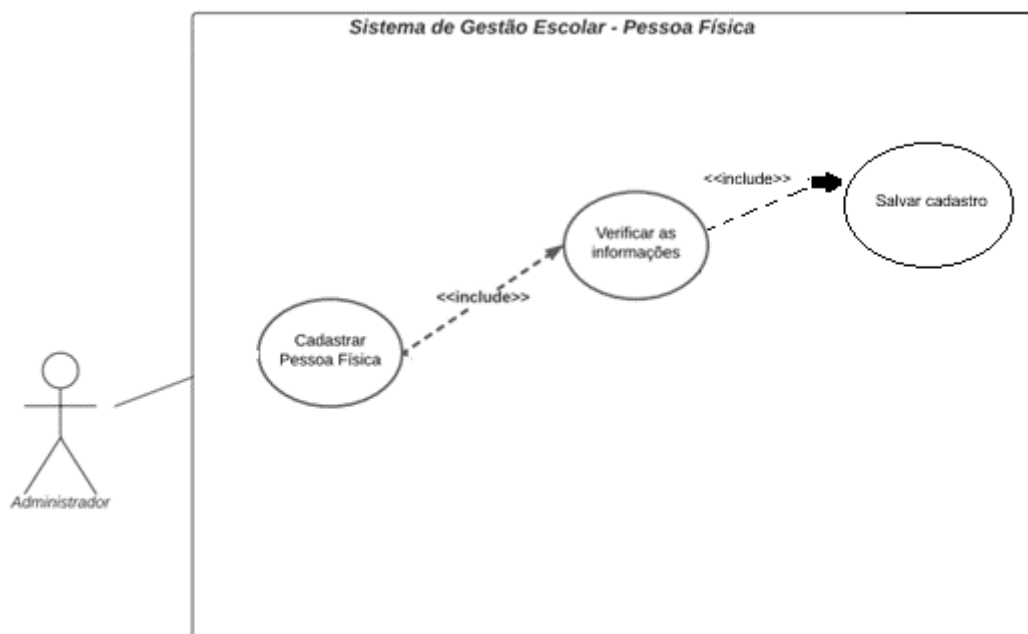 Sistema de Gestão Escolar - Pessoa Física
<<include>>
Salvar cadastro
Verificar as
informações
<<include>>
Cadastrar
Pessoa Física
Administrador